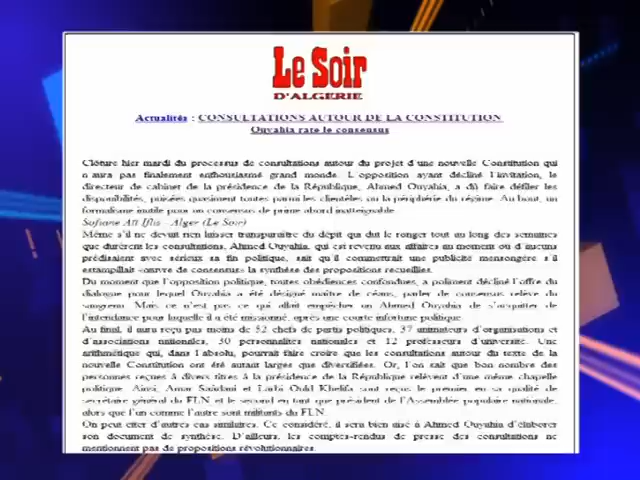 LE SOIR
D'ALGERIE
Actualités : CONSULTATIONS AUTOUR DE LA CONSTITUTION
Ouyahia rate le consensus
Clôture hier mardi du processus de consultations autour du projet d'une nouvelle Constitution qui
n'aura pas finalement enthousiasmé grand monde. L'opposition ayant décliné l'invitation, le
directeur de cabinet de la présidence de la République, Ahmed Ouyahia, a dû faire défiler les
disponibilités, puisées quasiment toutes parmi les clientèles ou la périphérie du régime. Au bout, un
formalisme inutile pour un consensus de prime abord inatteignable.
Sofiane Aït Iflis - Alger (Le Soir)
Même s'il ne devait rien laisser transparaître du dépit qui dut le ronger tout au long des semaines
que durèrent les consultations, Ahmed Ouyahia, qui est revenu aux affaires au moment où d'aucuns
prédisaient avec sérieux sa fin politique, sait qu'il commettrait une publicité mensongère s'il
estampillait «œuvre de consensus» la synthèse des propositions recueillies.
Du moment que l'opposition politique, toutes obédiences confondues, a poliment décliné l'offre du
dialogue pour lequel Ouyahia a été désigné maître de céans, parler de consensus relève du
saugrenu. Mais ce n'est pas ce qui allait empêcher un Ahmed Ouyahia de s'acquitter de
l'intendance pour laquelle il a été missionné, après une courte infortune politique.
Au final, il aura reçu pas moins de 52 chefs de partis politiques, 37 animateurs d'organisations et
d'associations nationales, 30 personnalités nationales et 12 professeurs d'université. Une
arithmétique qui, dans l'absolu, pourrait faire croire que les consultations autour du texte de la
nouvelle Constitution ont été autant larges que diversifiées. Or, l'on sait que bon nombre des
personnes reçues à divers titres à la présidence de la République relèvent d'une même chapelle
politique. Ainsi, Amar Saâdani et Larbi Ould Khelifa sont reçus le premier en sa qualité de
secrétaire général du FLN et le second en tant que président de l'Assemblée populaire nationale,
alors que l'un comme l'autre sont militants du FLN.
On peut citer d'autres cas similaires. Ce considéré, il sera bien aisé à Ahmed Ouyahia d'élaborer
son document de synthèse. D'ailleurs, les comptes-rendus de presse des consultations ne
mentionnent pas de propositions révolutionnaires.